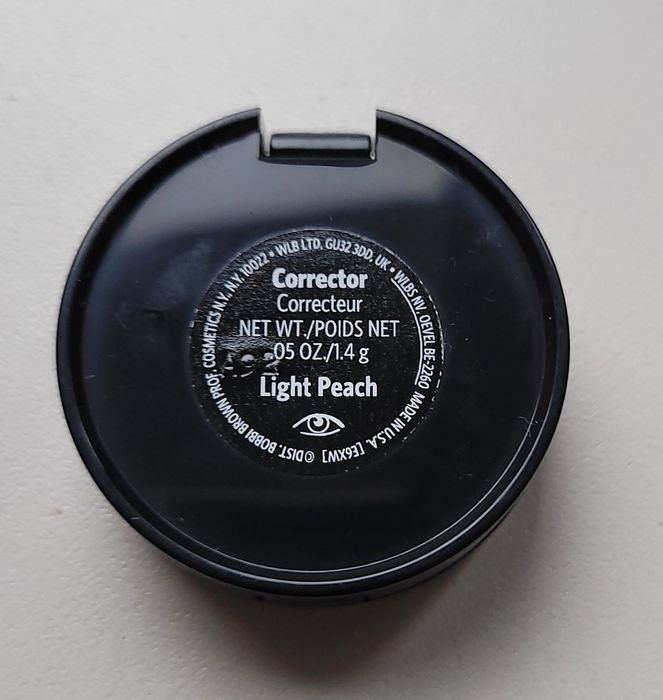 Corrector
Correcteur
NET WT./POIDS NET
.05 OZ./1.4 g
Light Peach
©DIST. BOBBI BROWN PROF. COSMETICS N.Y. N.Y. 10022 • WLB LTD, GU32 3DD, UK • WLBS NV. OEVEL BE-2260 MADE IN U.S.A. [E6XW]